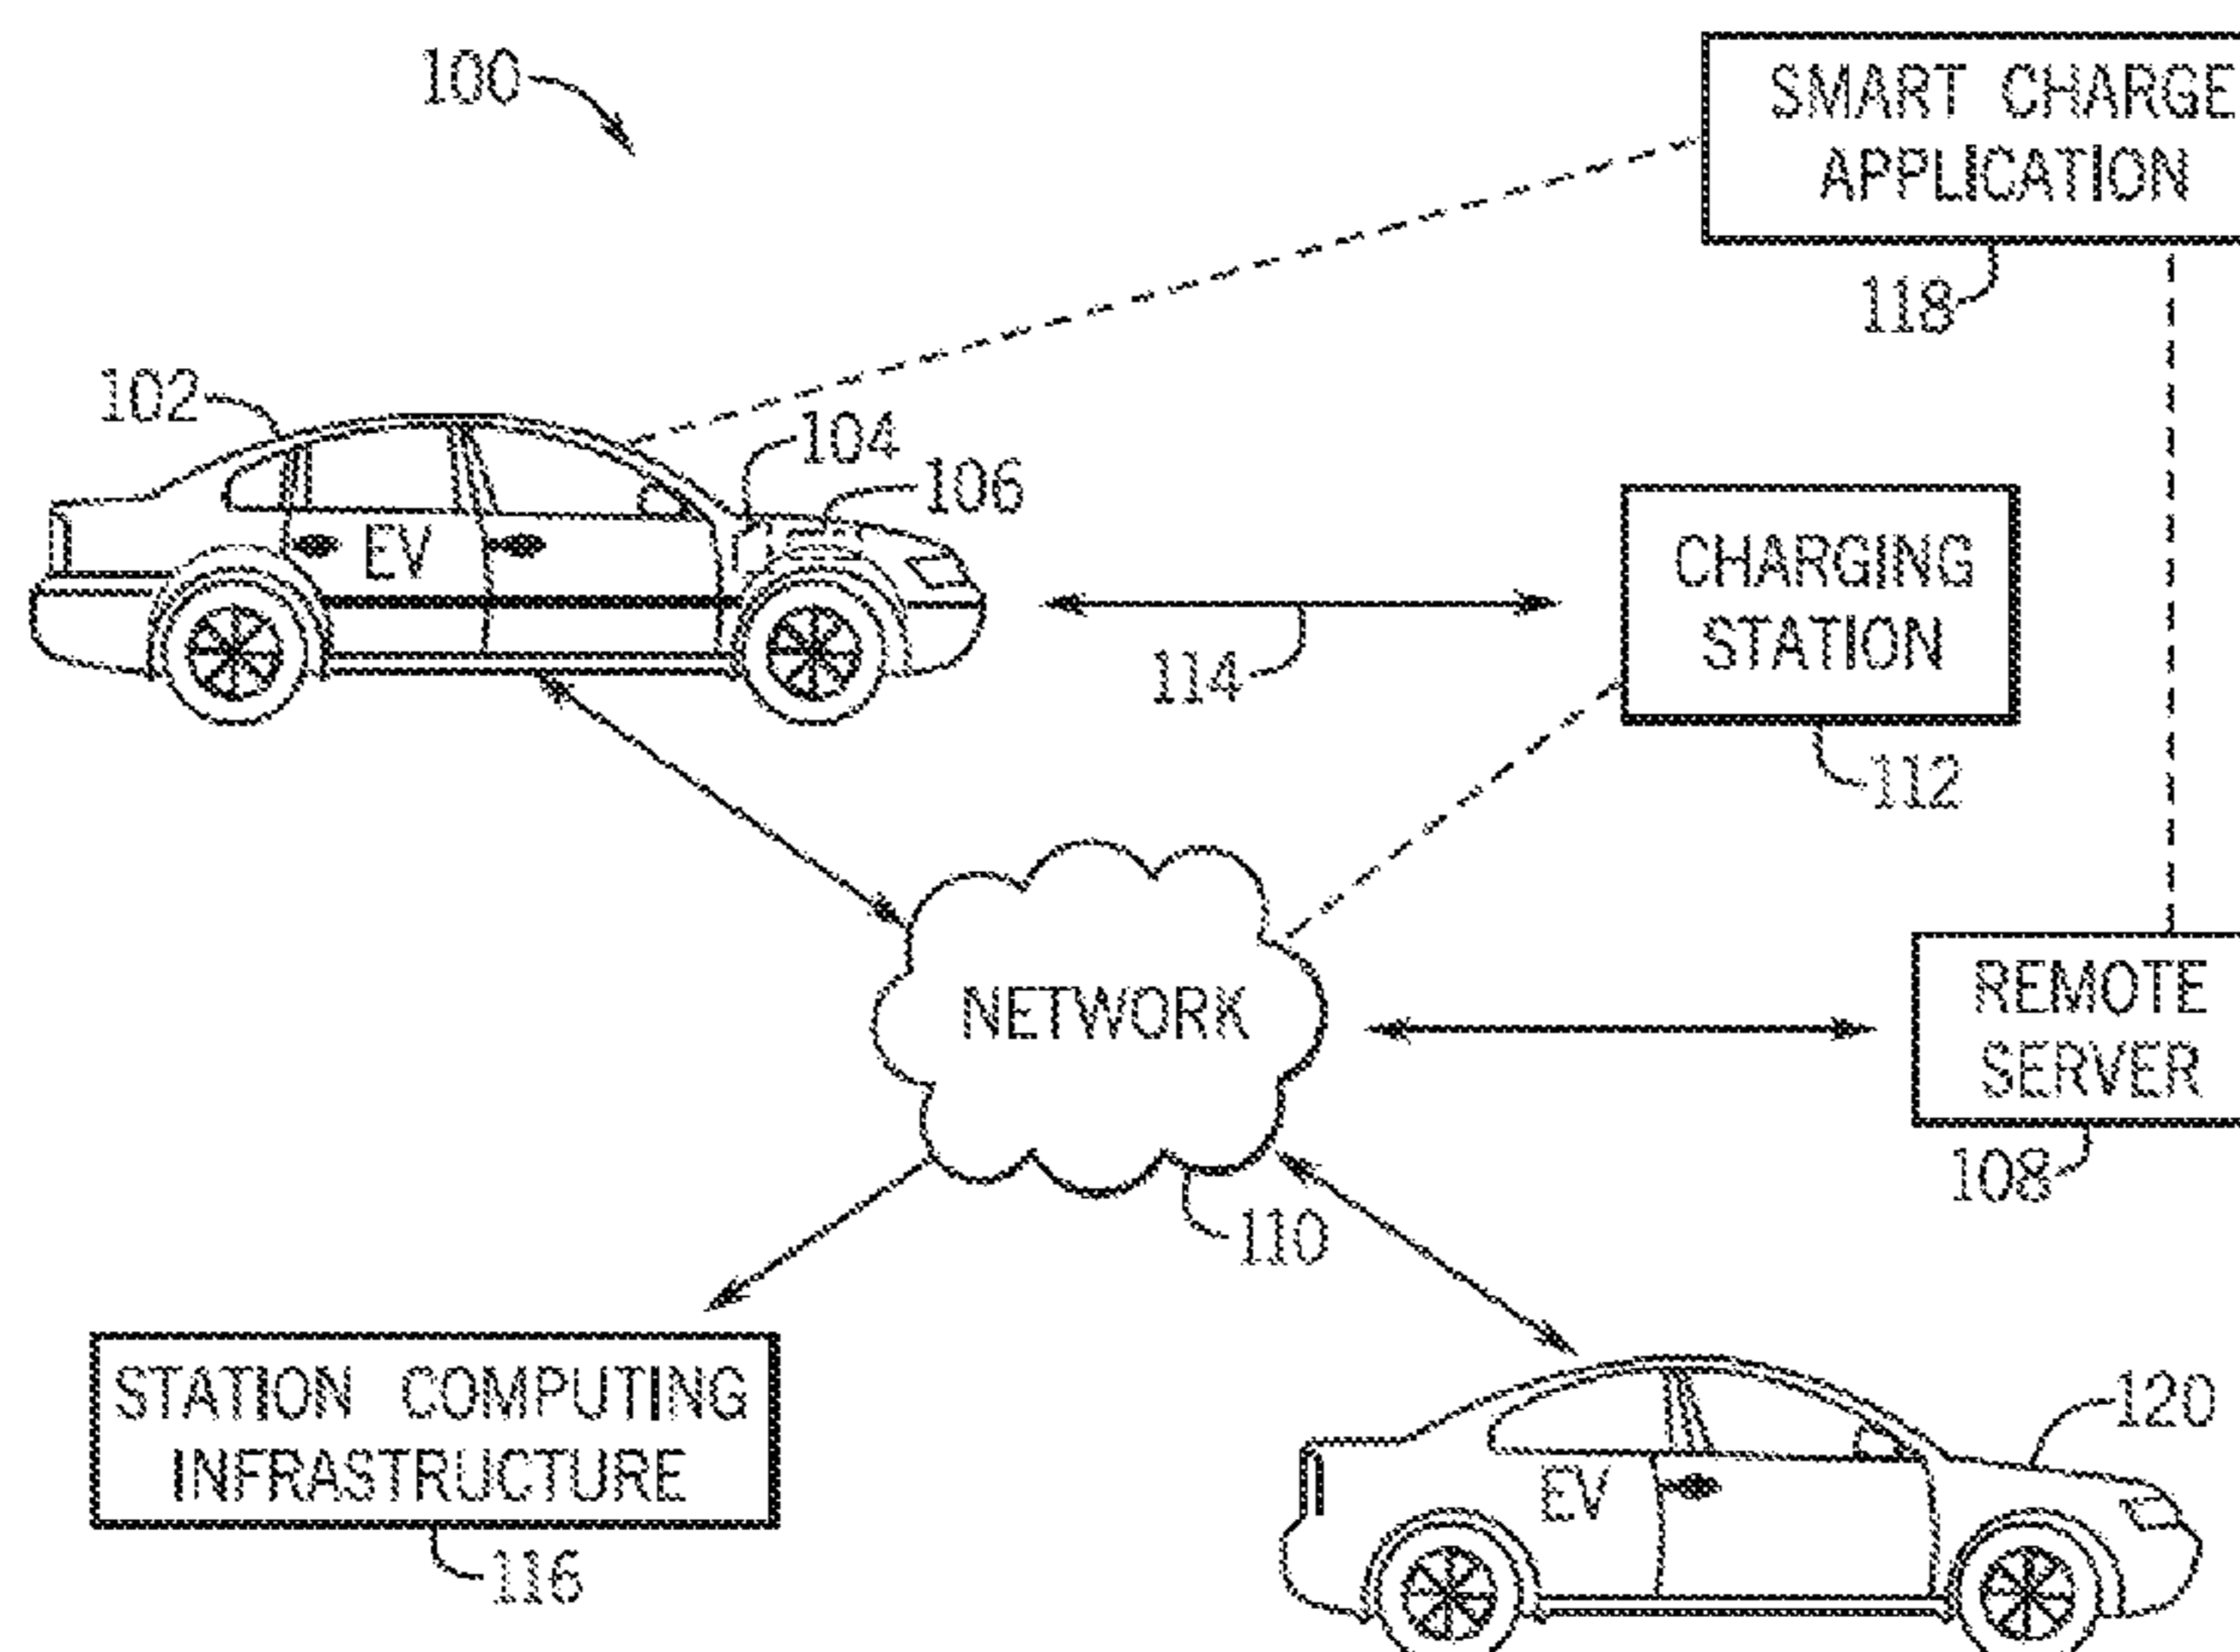 100
SMART CHARGE
APPLICATION
118
102
104
106
EV
CHARGING
STATION
114
112
NETWORK
REMOTE
SERVER
108
110
STATION COMPUTING
INFRASTRUCTURE
116
120
EV